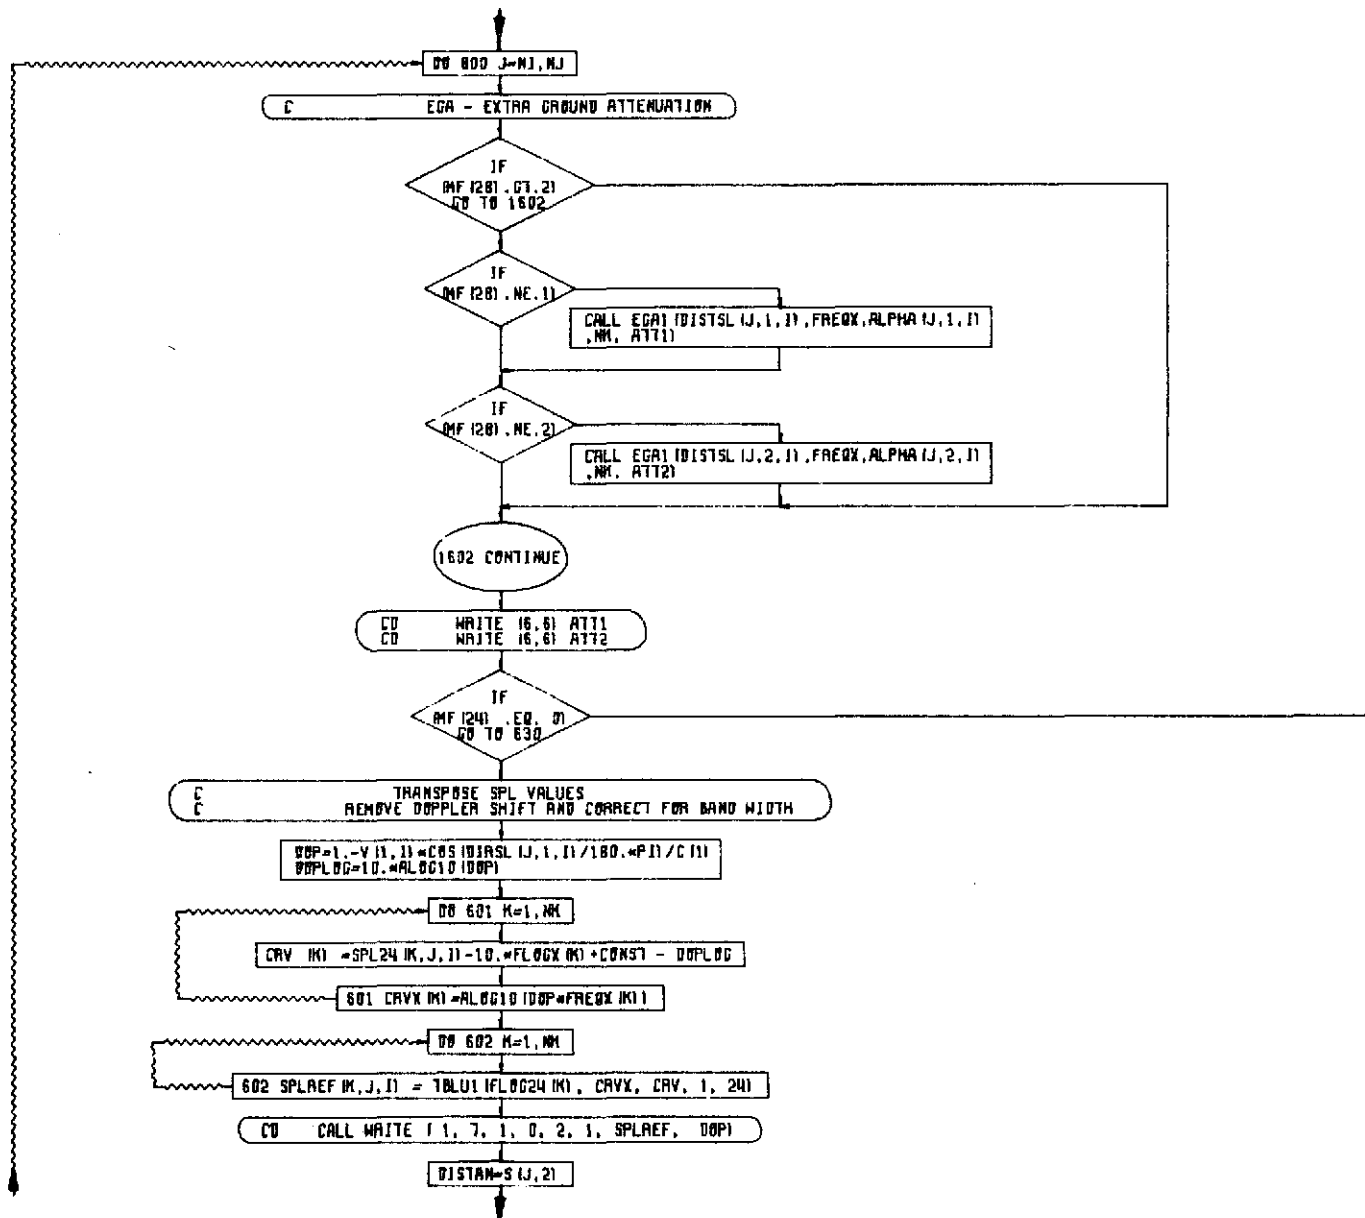 DO 800 J=NI,NJ
C EGA - EXTRA GROUND ATTENUATION
IF
(MF(28).GT.2)
GO TO 1602
IF
(MF(28).NE.1)
CALL EGA1(DISTSL(J,1,I),FREQX,ALPHA(J,1,I)
,NK, ATT1)
IF
(MF(28).NE.2)
CALL EGA1(DISTSL(J,2,I),FREQX,ALPHA(J,2,I)
,NK, ATT2)
1602 CONTINUE
CD WRITE (6,6) ATT1
CD WRITE (6,6) ATT2
IF
(MF(24) .EQ. 0)
GO TO 630
C TRANSPOSE SPL VALUES
C REMOVE DOPPLER SHIFT AND CORRECT FOR BAND WIDTH
DOP=1.-V(1,I)*COS(DIRSL(J,1,I)/180.*PI)/C(1)
DOPLOG=10.*ALOG10(DOP)
DO 601 K=1,NK
CRV (K) =SPL24(K,J,I)-10.*FLOGX(K)+CONST - DOPLOG
601 CRVX(K)=ALOG10(DOP*FREQX(K))
DO 602 K=1,NK
602 SPLREF(K,J,I) = TBLU1(FLOG24(K), CRVX, CRV, 1, 24)
CD CALL WRITE ( 1, 7, 1, 0, 2, 1, SPLREF, DOP)
DISTAN=S(J,2)